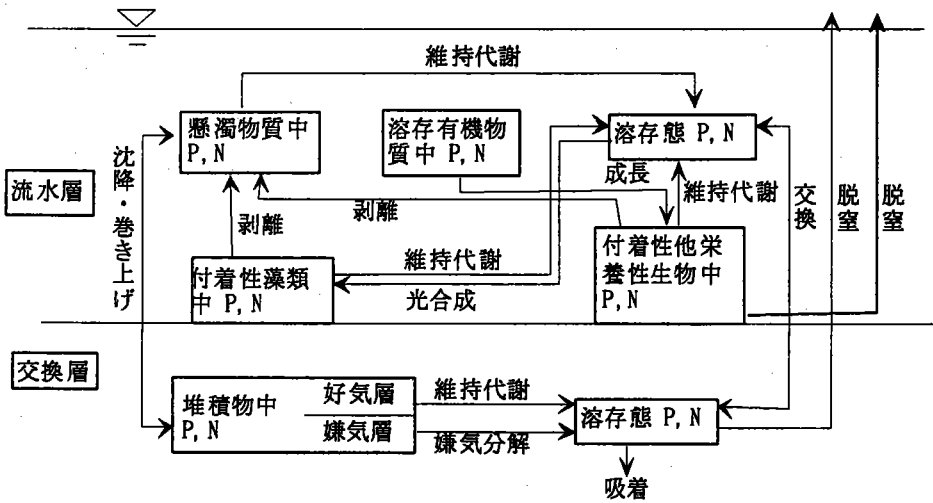 維持代謝
懸濁物質中
P, N
溶存有機物
質中 P, N
溶存態 P, N
沈降・巻き上げ
流水層
剥離
剥離
成長
維持代謝
交換
脱窒
脱窒
付着性藻類
中 P, N
維持代謝
光合成
付着性他栄
養性生物中
P, N
交換層
堆積物中
P, N
好気層
嫌気層
維持代謝
嫌気分解
溶存態 P, N
吸着